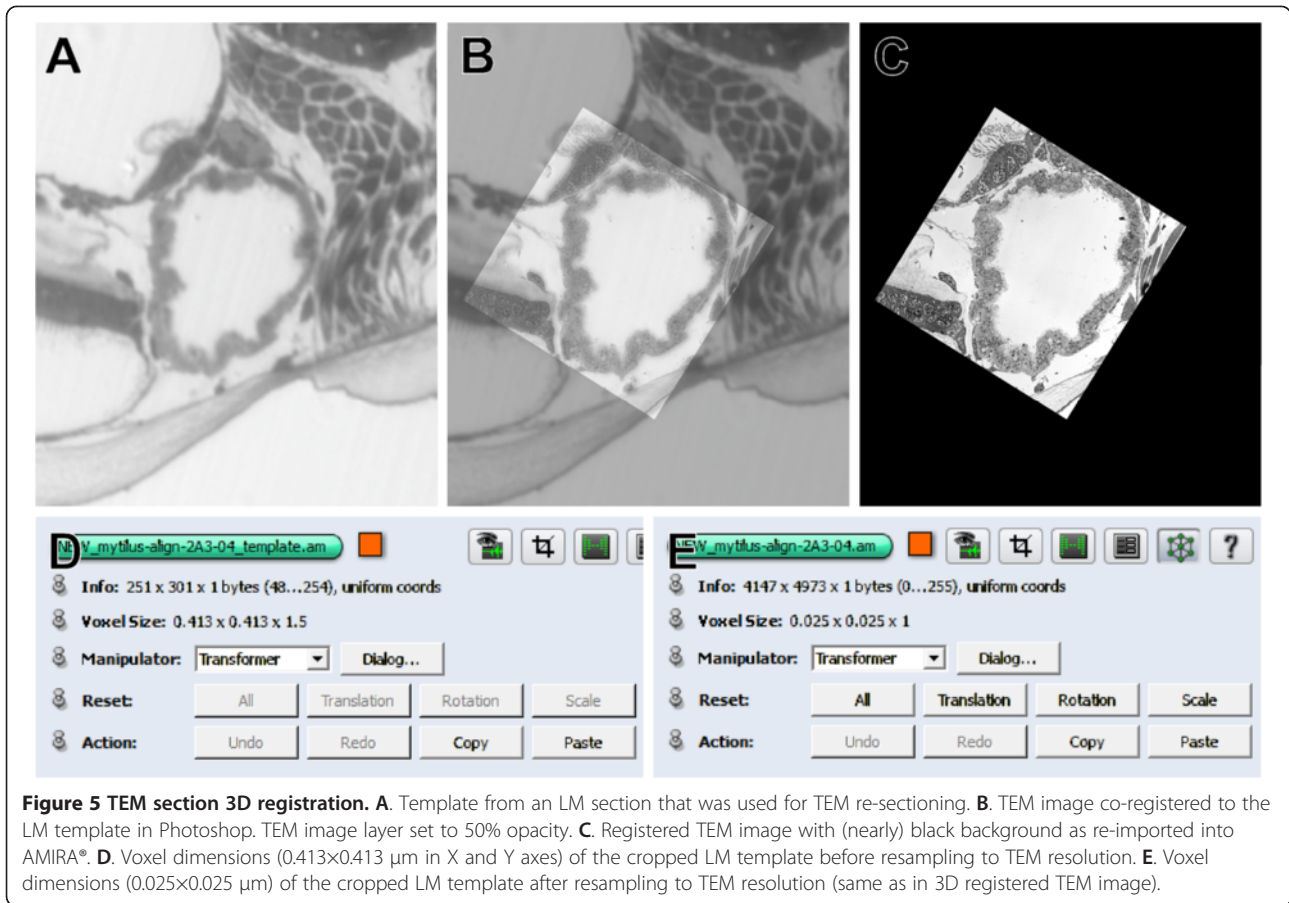 A
B
C
D
NEW_mytilus-align-2A3-04_template.am
Info: 251 x 301 x 1 bytes (48...254), uniform coords
Voxel Size: 0.413 x 0.413 x 1.5
Manipulator: Transformer Dialog...
Reset: All Translation Rotation Scale
Action: Undo Redo Copy Paste
E
NEW_mytilus-align-2A3-04.am ?
Info: 4147 x 4973 x 1 bytes (0...255), uniform coords
Voxel Size: 0.025 x 0.025 x 1
Manipulator: Transformer Dialog...
Reset: All Translation Rotation Scale
Action: Undo Redo Copy Paste
Figure 5 TEM section 3D registration. A. Template from an LM section that was used for TEM re-sectioning. B. TEM image co-registered to the
LM template in Photoshop. TEM image layer set to 50% opacity. C. Registered TEM image with (nearly) black background as re-imported into
AMIRA®. D. Voxel dimensions (0.413×0.413 μm in X and Y axes) of the cropped LM template before resampling to TEM resolution. E. Voxel
dimensions (0.025×0.025 μm) of the cropped LM template after resampling to TEM resolution (same as in 3D registered TEM image).